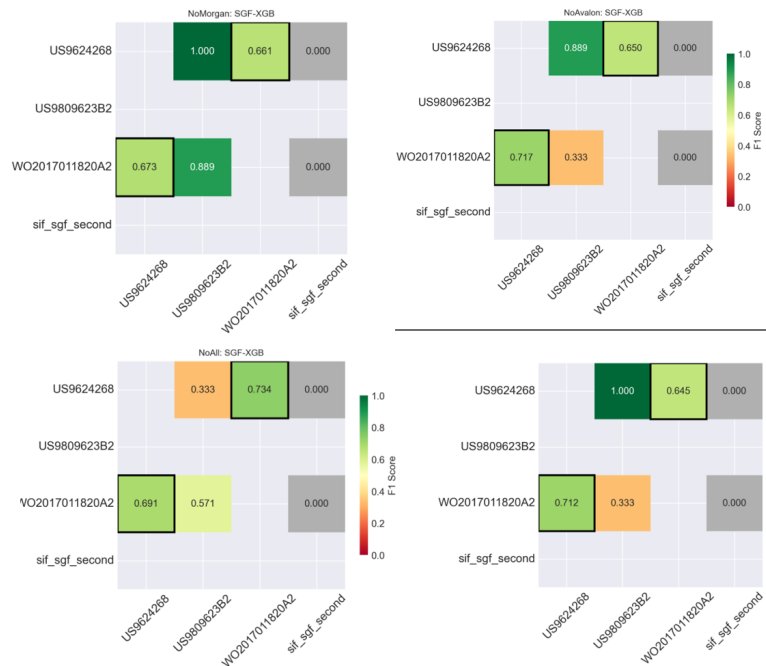 NoMorgan: SGF-XGB
US9624268
1.000
0.661
0.000
US9809623B2
WO2017011820A2
0.673
0.889
0.000
sif_sgf_second
US9624268
US9809623B2
WO2017011820A2
sif_sgf_second
NoAvalon: SGF-XGB
US9624268
0.889
0.650
0.000
US9809623B2
WO2017011820A2
0.717
0.333
0.000
sif_sgf_second
US9624268
US9809623B2
WO2017011820A2
sif_sgf_second
1.0
0.8
0.6
0.4
0.2
0.0
F1 Score
NoAll: SGF-XGB
US9624268
0.333
0.734
0.000
US9809623B2
WO2017011820A2
0.691
0.571
0.000
sif_sgf_second
US9624268
US9809623B2
WO2017011820A2
sif_sgf_second
1.0
0.8
0.6
0.4
0.2
0.0
F1 Score
US9624268
1.000
0.645
0.000
US9809623B2
WO2017011820A2
0.712
0.333
0.000
sif_sgf_second
US9624268
US9809623B2
WO2017011820A2
sif_sgf_second